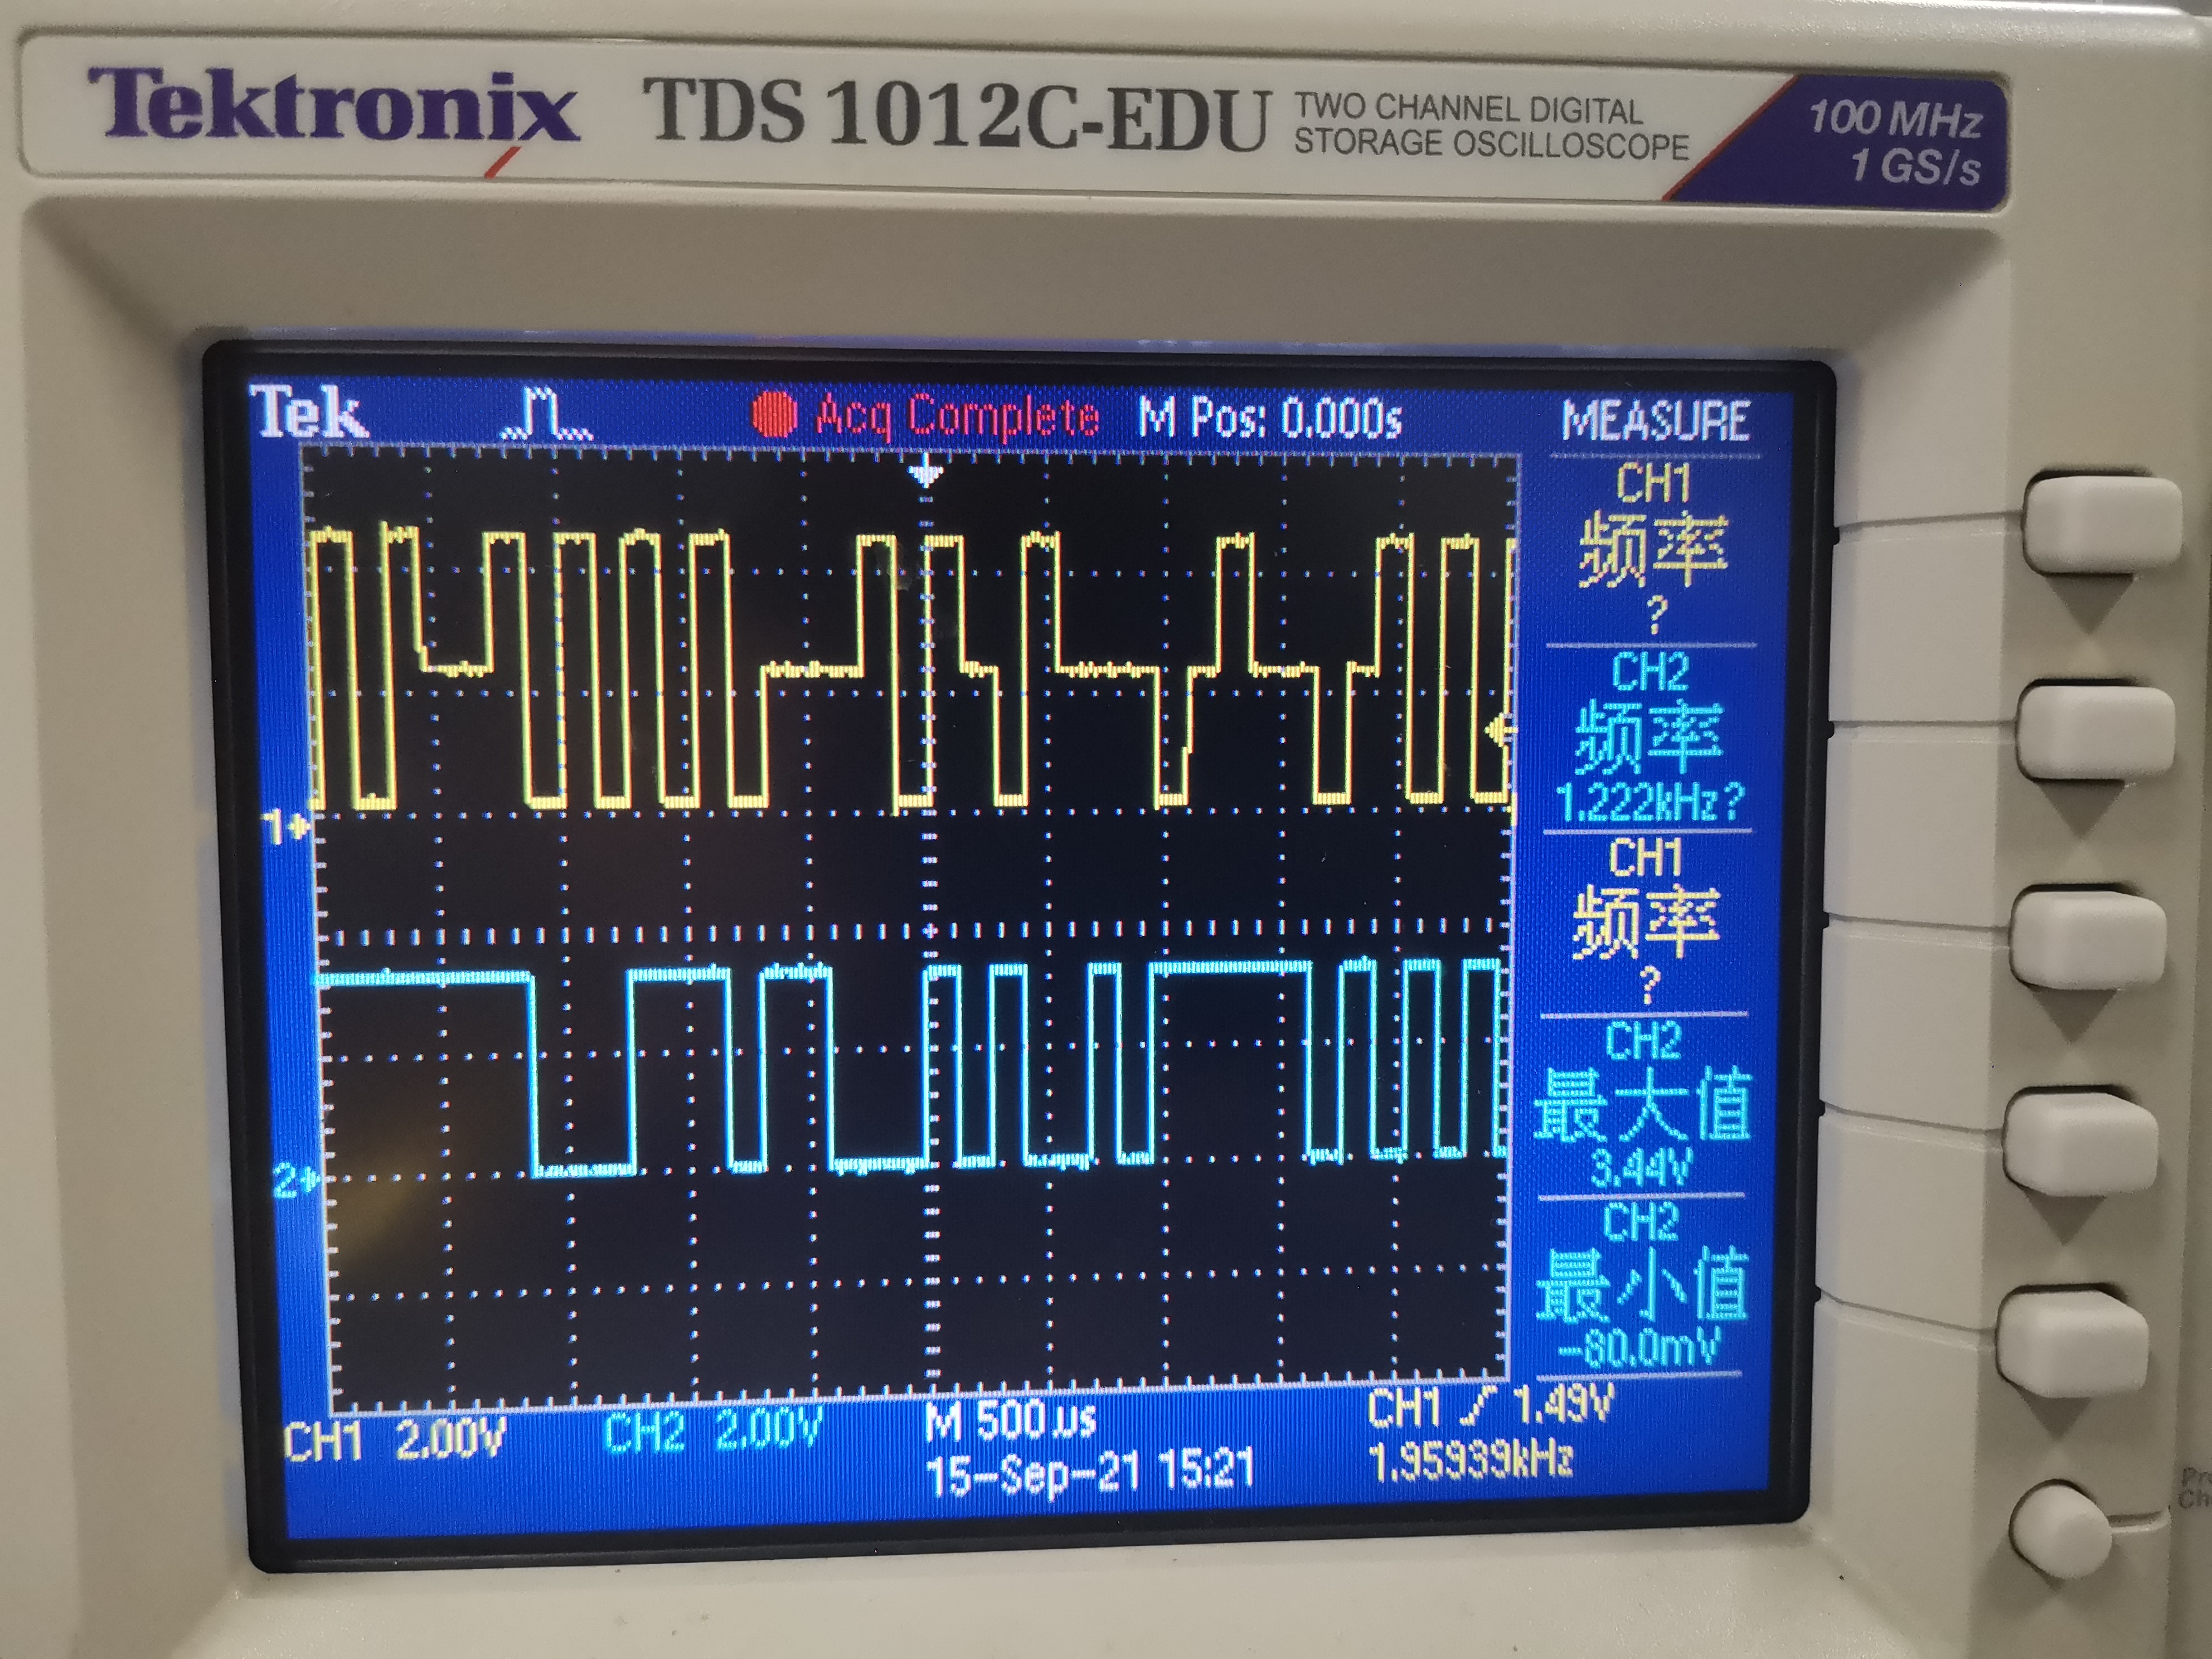 Tektronix TDS 1012C-EDU TWO CHANNEL DIGITAL
STORAGE OSCILLOSCOPE
100 MHz
1 GS/s
Tek Acq Complete M Pos: 0.000s MEASURE
CH1
频率
?
CH2
频率
1.222kHz?
CH1
频率
?
CH2
最大值
3.44V
CH2
最小值
-80.0mV
1
2
CH1 2.00V CH2 2.00V M 500µs CH1 1.49V
15-Sep-21 15:21 1.95939kHz